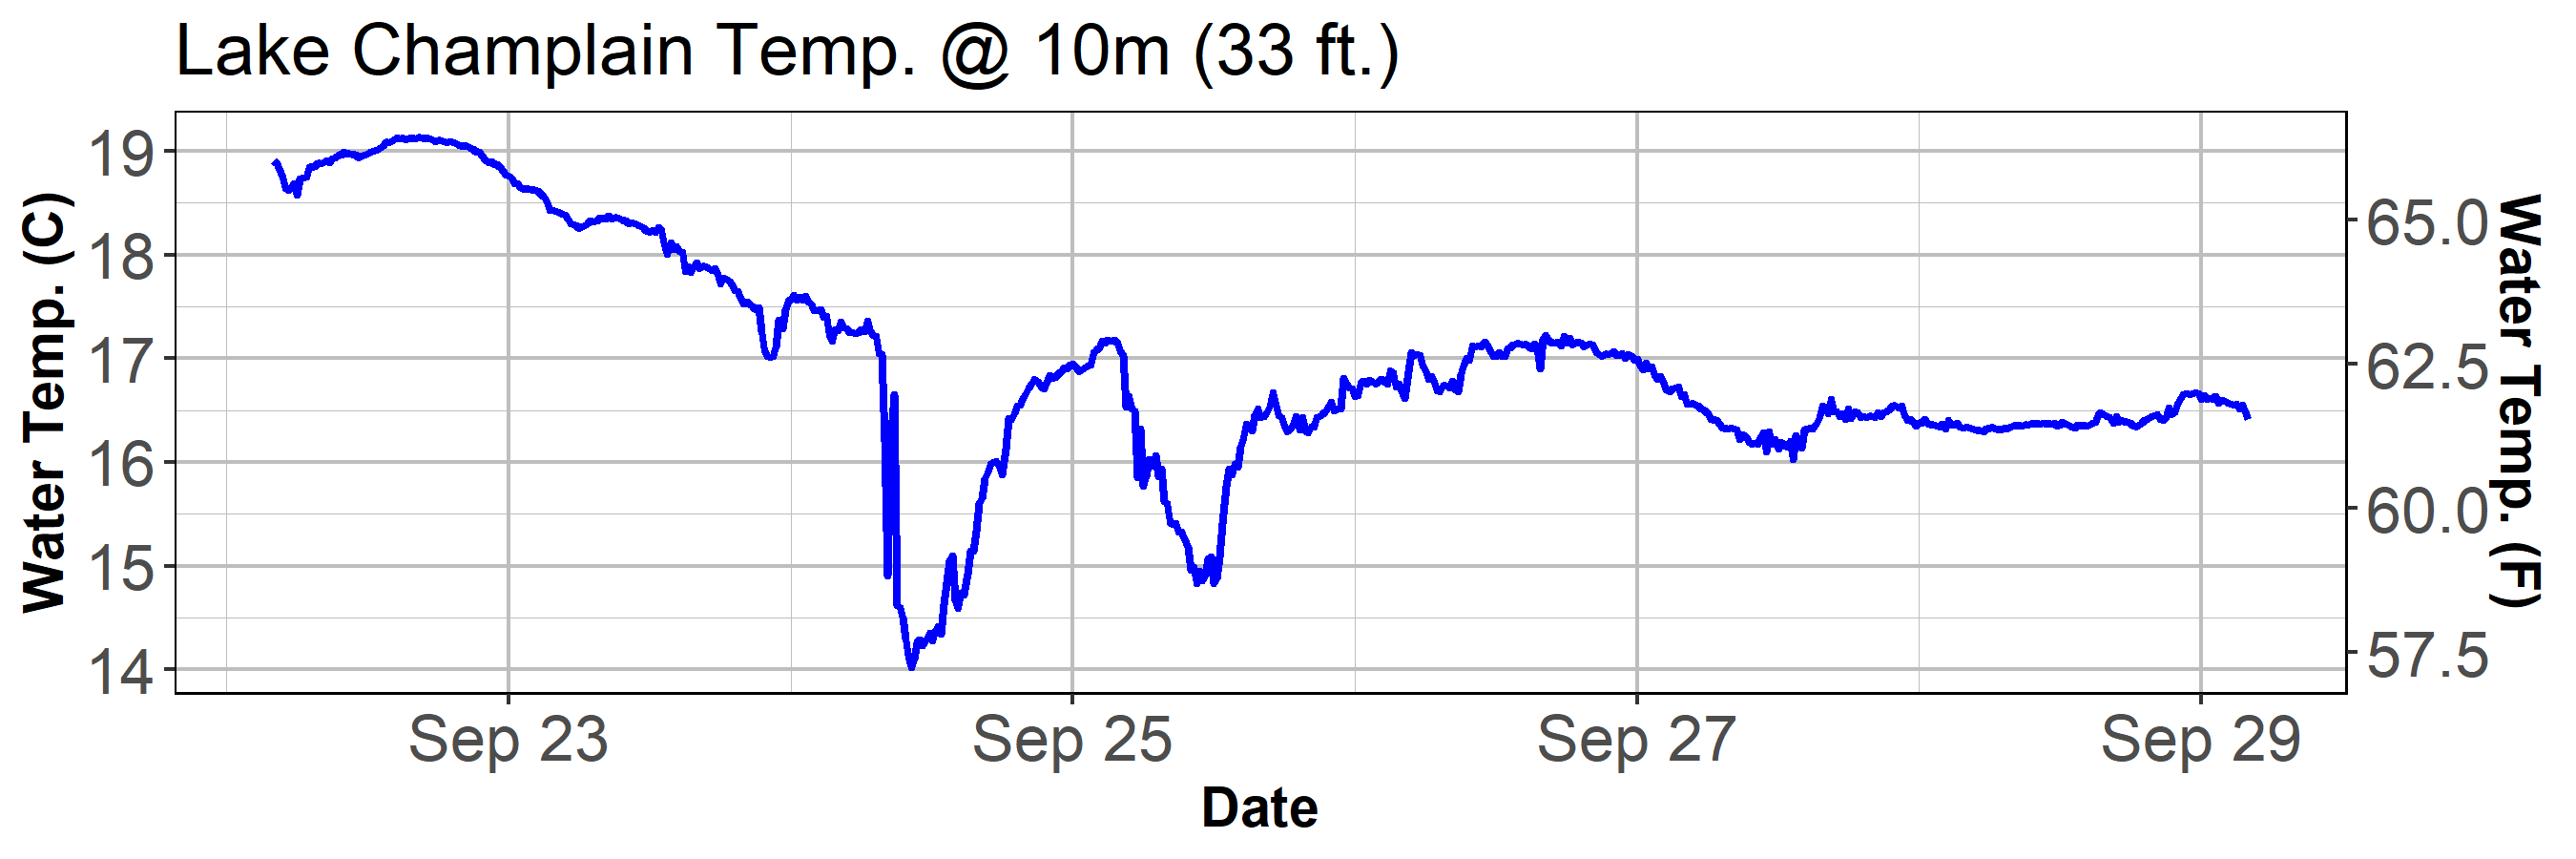 Lake Champlain Temp. @ 10m (33 ft.)
Water Temp. (C)
19
18
17
16
15
14
65.0
62.5
60.0
57.5
Water Temp. (F)
Sep 23
Sep 25
Sep 27
Sep 29
Date